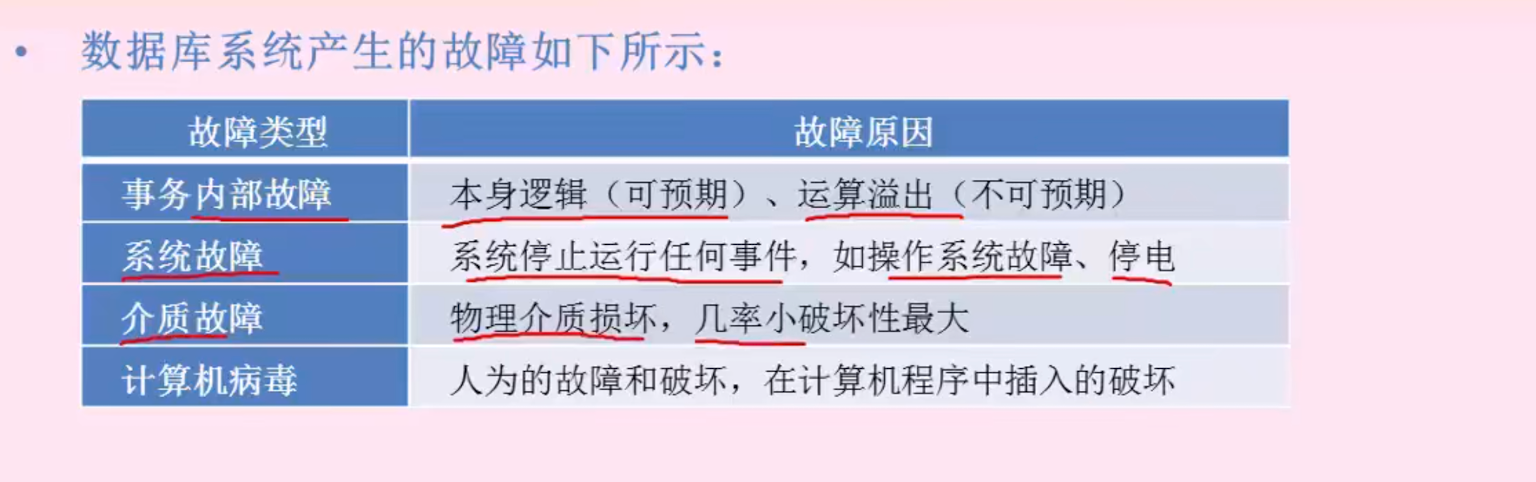 • 数据库系统产生的故障如下所示：
故障类型 故障原因
事务内部故障 本身逻辑（可预期）、运算溢出（不可预期）
系统故障 系统停止运行任何事件，如操作系统故障、停电
介质故障 物理介质损坏，几率小破坏性最大
计算机病毒 人为的故障和破坏，在计算机程序中插入的破坏